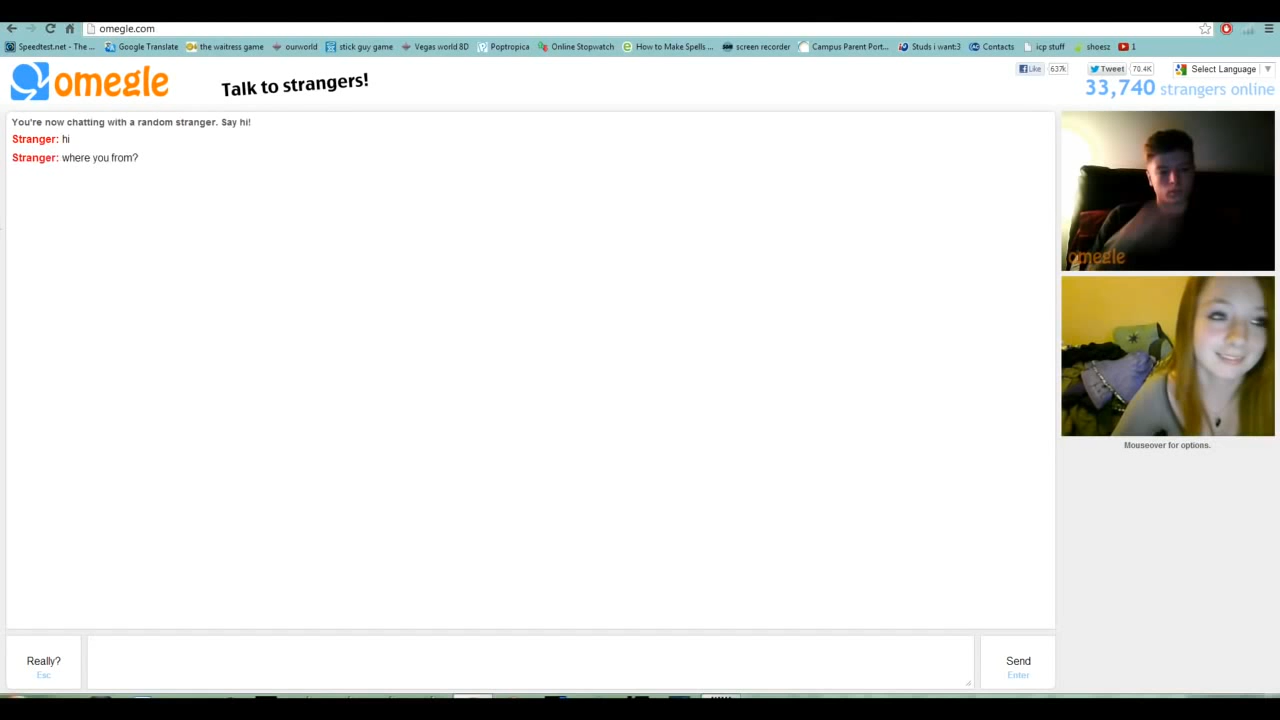 omegle.com
Speedtest.net - The ... Google Translate the waitress game ourworld stick guy game Vegas world 8D Poptropica Online Stopwatch How to Make Spells ... screen recorder Campus Parent Port... Studs i want:3 Contacts icp stuff shoesz 1
omegle Talk to strangers! Like 637k Tweet 70.4K Select Language
33,740 strangers online
You're now chatting with a random stranger. Say hi!
Stranger: hi
Stranger: where you from?
omegle
Mouseover for options.
Really?
Esc
Send
Enter